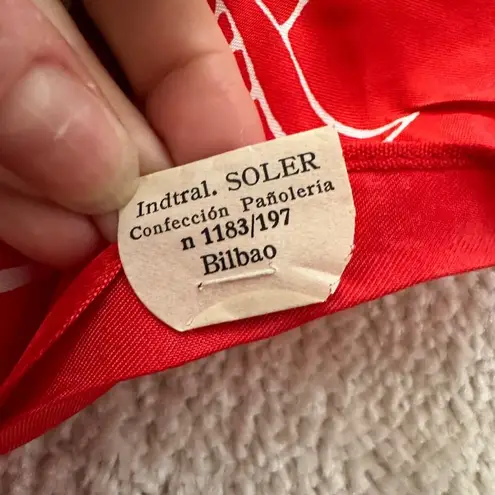 Indtral. SOLER
Confección Pañolería
n 1183/197
Bilbao